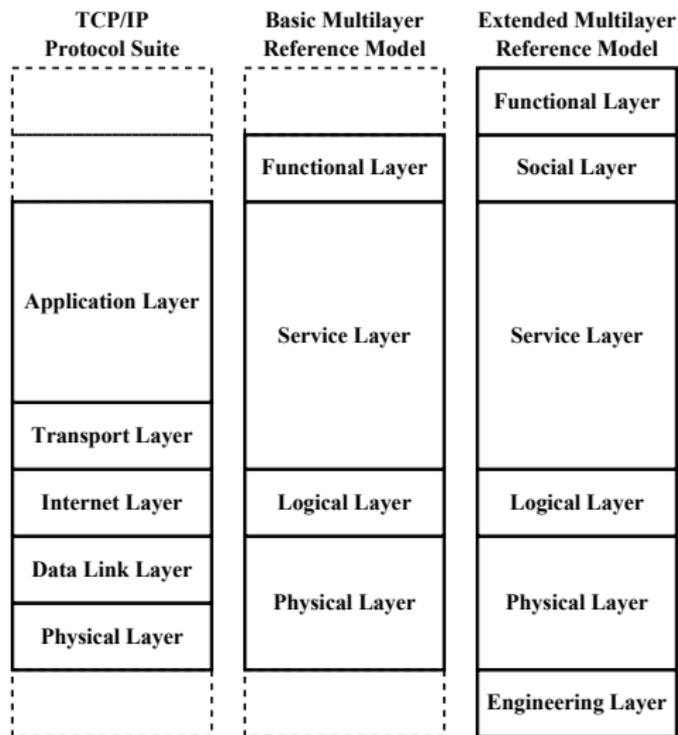 TCP/IP
Protocol Suite
Basic Multilayer
Reference Model
Extended Multilayer
Reference Model
Application Layer
Transport Layer
Internet Layer
Data Link Layer
Physical Layer
Functional Layer
Service Layer
Logical Layer
Physical Layer
Functional Layer
Social Layer
Service Layer
Logical Layer
Physical Layer
Engineering Layer